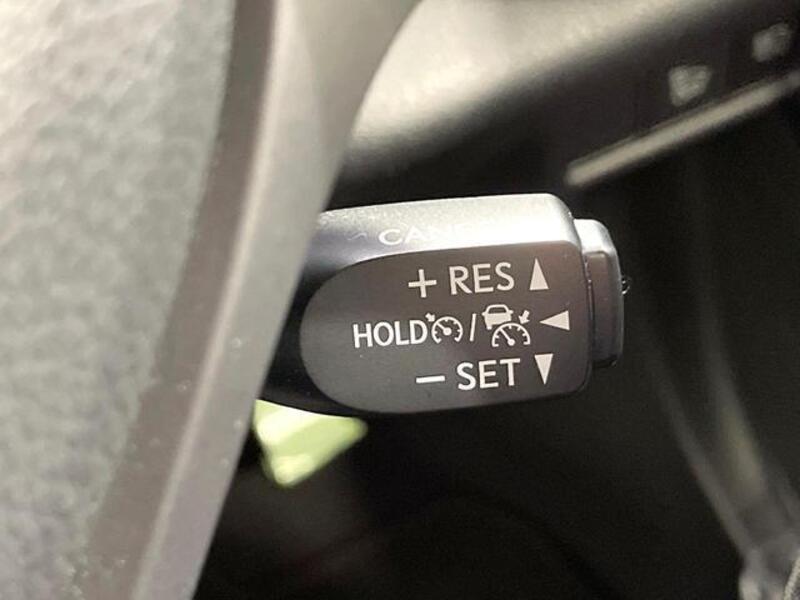 + RES
HOLD /
- SET